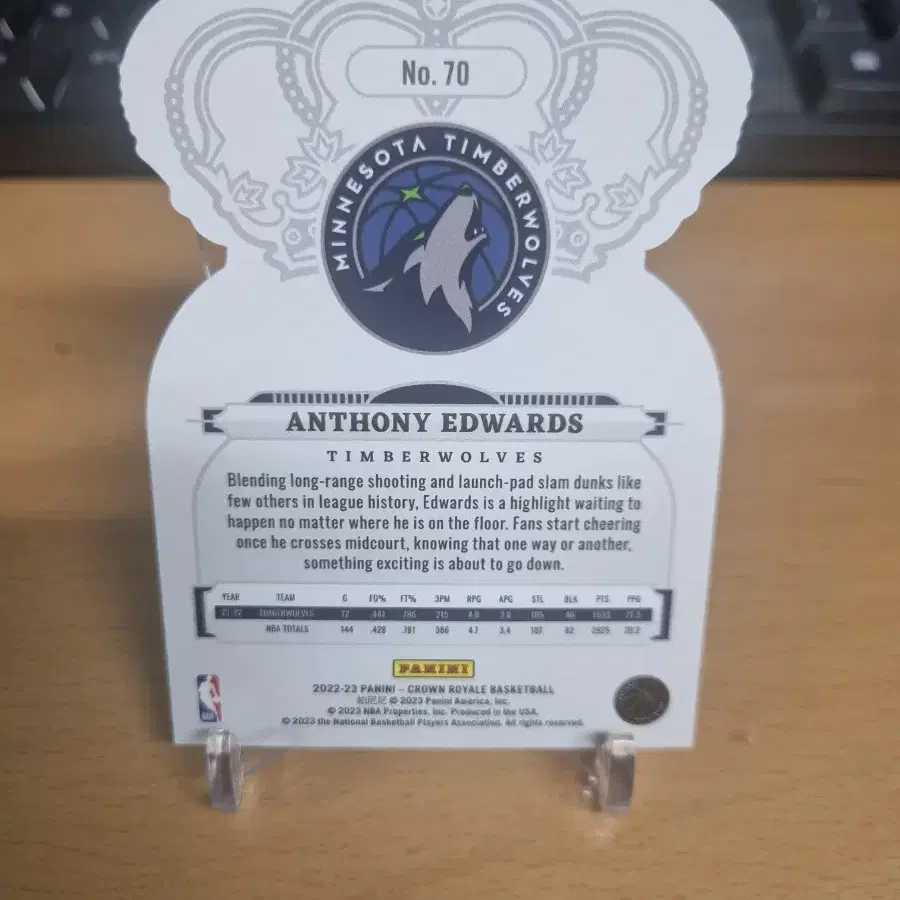 No. 70
MINNESOTA TIMBERWOLVES
ANTHONY EDWARDS
TIMBERWOLVES
Blending long-range shooting and launch-pad slam dunks like
few others in league history, Edwards is a highlight waiting to
happen no matter where he is on the floor. Fans start cheering
once he crosses midcourt, knowing that one way or another,
something exciting is about to go down.
YEAR TEAM G FG% FT% 3PM RPG APG STL BLK PTS PPG
21-22 TIMBERWOLVES 72 .441 .786 215 4.8 3.8 105 46 1533 21.3
NBA TOTALS 144 .428 .781 386 4.7 3.4 187 82 2925 20.2
PANINI
2022-23 PANINI – CROWN ROYALE BASKETBALL
帕尼尼 © 2023 Panini America, Inc.
© 2023 NBA Properties, Inc. Produced in the USA.
© 2023 the National Basketball Players Association. All rights reserved.